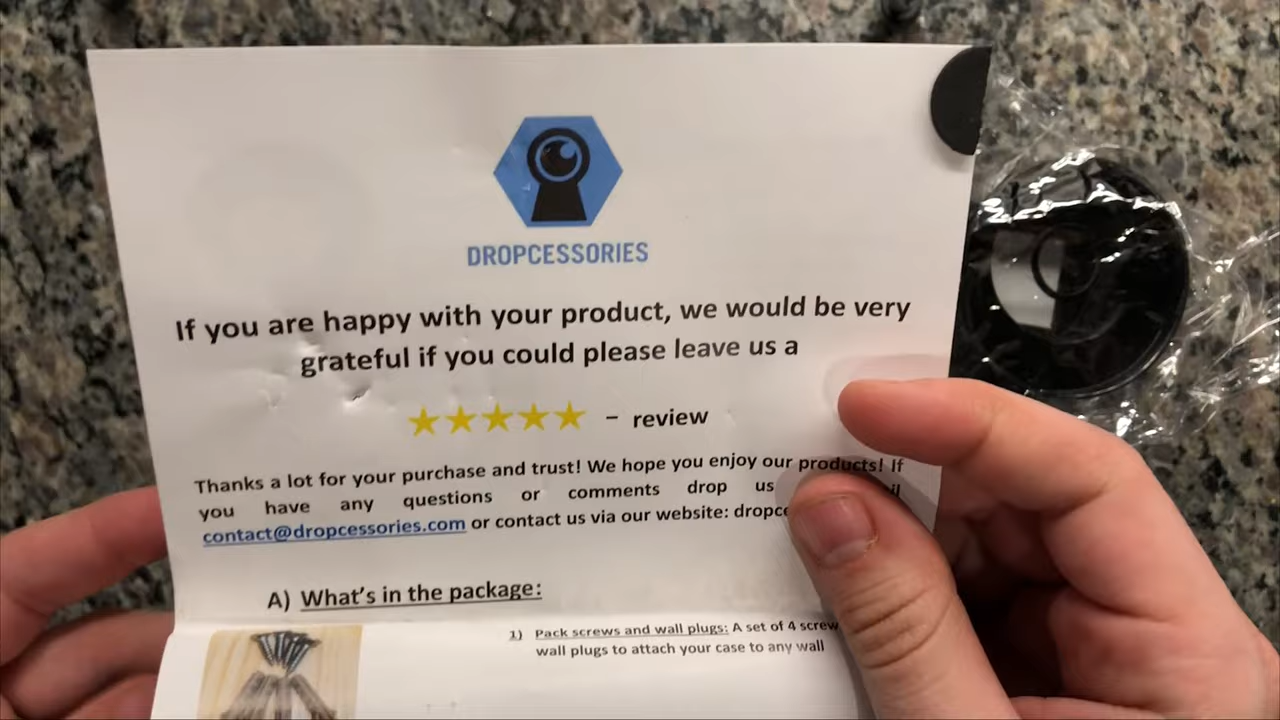 DROPCESSORIES
If you are happy with your product, we would be very
grateful if you could please leave us a
– review
Thanks a lot for your purchase and trust! We hope you enjoy our products! If
you have any questions or comments drop us
contact@dropcessories.com or contact us via our website:
A) What's in the package:
1) Pack screws and wall plugs: A set of 4
wall plugs to attach your case to any wall